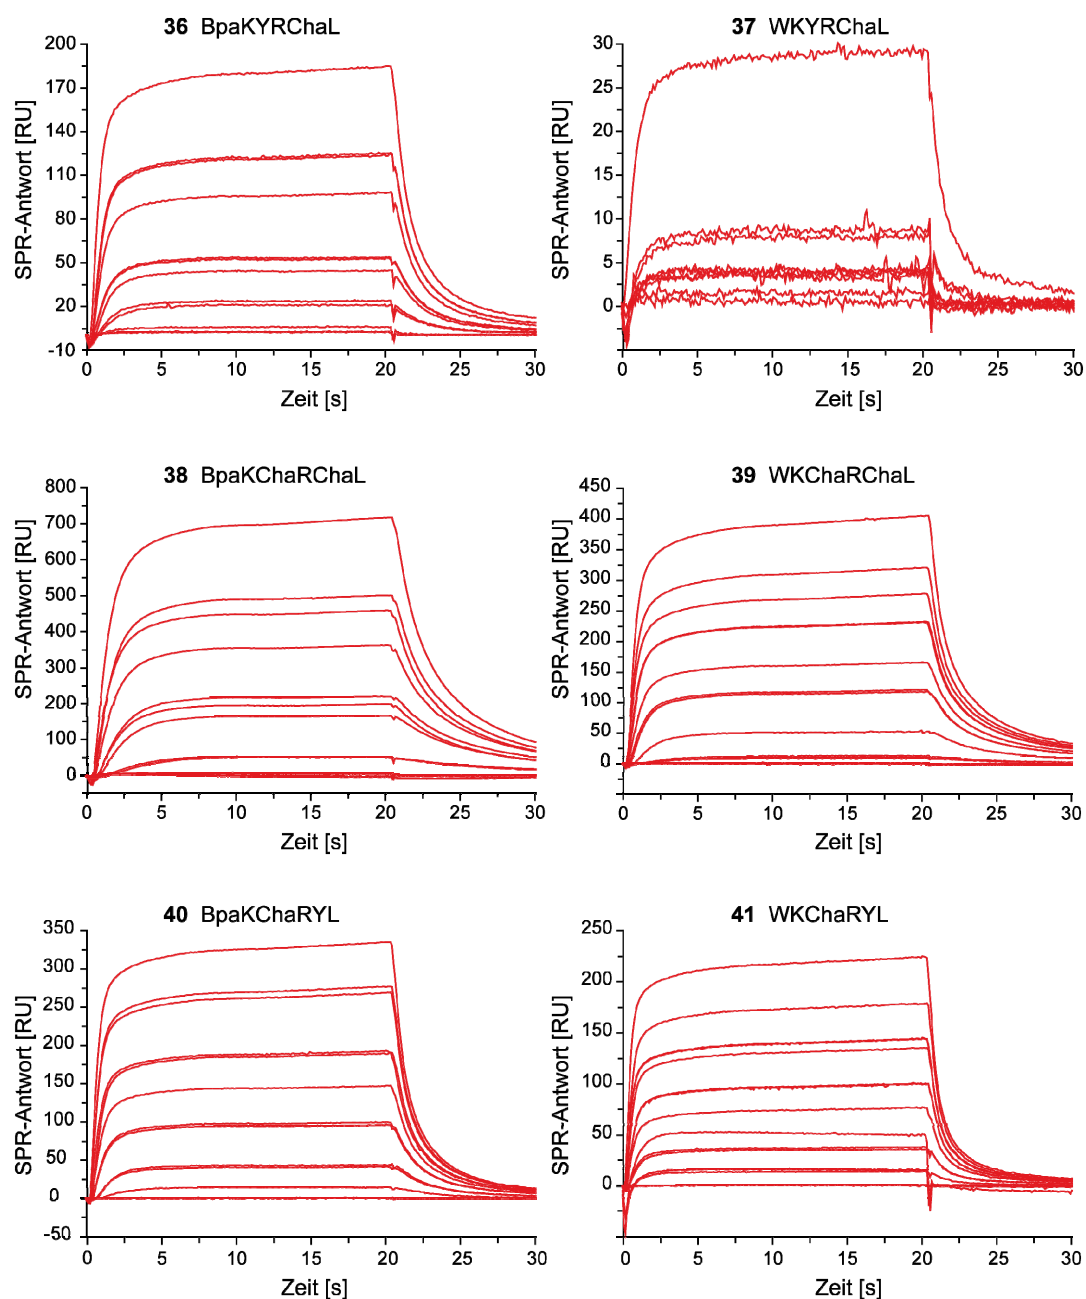 36 BpaKYRChaL
SPR-Antwort [RU]
200
170
140
110
80
50
20
-10
0 5 10 15 20 25 30
Zeit [s]
37 WKYRChaL
SPR-Antwort [RU]
30
25
30
20
10
5
0
0 5 10 15 20 25 30
Zeit [s]
38 BpaKChaRChaL
SPR-Antwort [RU]
800
700
600
500
400
300
200
100
0
0 5 10 15 20 25 30
Zeit [s]
39 WKChaRChaL
SPR-Antwort [RU]
450
400
350
300
250
200
150
100
50
0
0 5 10 15 20 25 30
Zeit [s]
40 BpaKChaRYL
SPR-Antwort [RU]
350
300
250
200
150
100
50
0
-50
0 5 10 15 20 25 30
Zeit [s]
41 WKChaRYL
SPR-Antwort [RU]
250
200
150
100
50
0
0 5 10 15 20 25 30
Zeit [s]